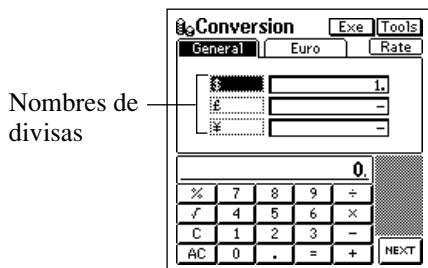 Conversion Exe Tools
General Euro Rate
$ 1.
£ -
¥ -
Nombres de
divisas
0.
% 7 8 9 ÷
√ 4 5 6 ×
C 1 2 3 -
AC 0 . = + NEXT